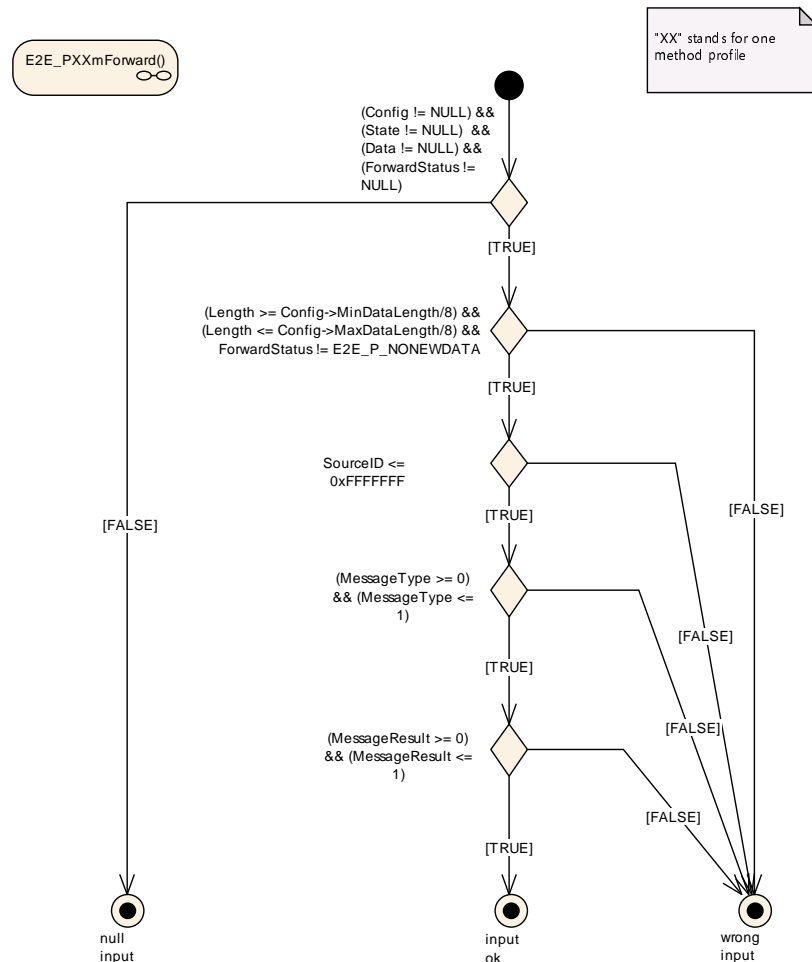 E2E_PXXmForward()
"XX" stands for one
method profile
(Config != NULL) &&
(State != NULL) &&
(Data != NULL) &&
(ForwardStatus !=
NULL)
[TRUE]
(Length >= Config->MinDataLength/8) &&
(Length <= Config->MaxDataLength/8) &&
ForwardStatus != E2E_P_NONEWDATA
[TRUE]
SourceID <=
0xFFFFFFF
[TRUE]
[FALSE]
[FALSE]
(MessageType >= 0)
&& (MessageType <=
1)
[FALSE]
[TRUE]
(MessageResult >= 0)
&& (MessageResult <=
1)
[FALSE]
[FALSE]
[TRUE]
null
input
input
ok
wrong
input